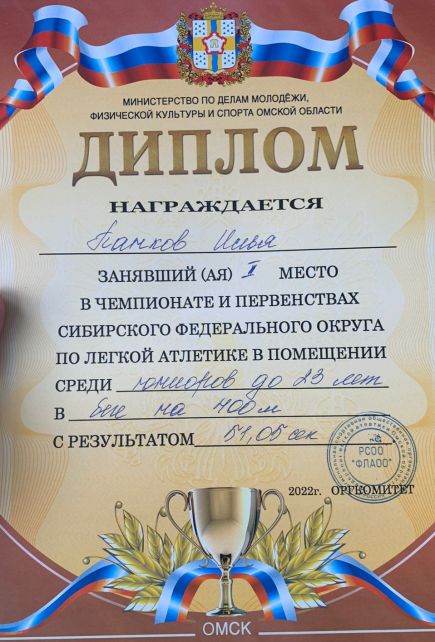 МИНИСТЕРСТВО ПО ДЕЛАМ МОЛОДЁЖИ,
ФИЗИЧЕСКОЙ КУЛЬТУРЫ И СПОРТА ОМСКОЙ ОБЛАСТИ
ДИПЛОМ
НАГРАЖДАЕТСЯ
Панков Илья
ЗАНЯВШИЙ (АЯ) I МЕСТО
В ЧЕМПИОНАТЕ И ПЕРВЕНСТВАХ
СИБИРСКОГО ФЕДЕРАЛЬНОГО ОКРУГА
ПО ЛЕГКОЙ АТЛЕТИКЕ В ПОМЕЩЕНИИ
СРЕДИ юниоров до 23 лет
В беге на 400м
С РЕЗУЛЬТАТОМ 51,05 сек
РСОО
"ФЛАОО"
2022г. ОРГКОМИТЕТ
ОМСК